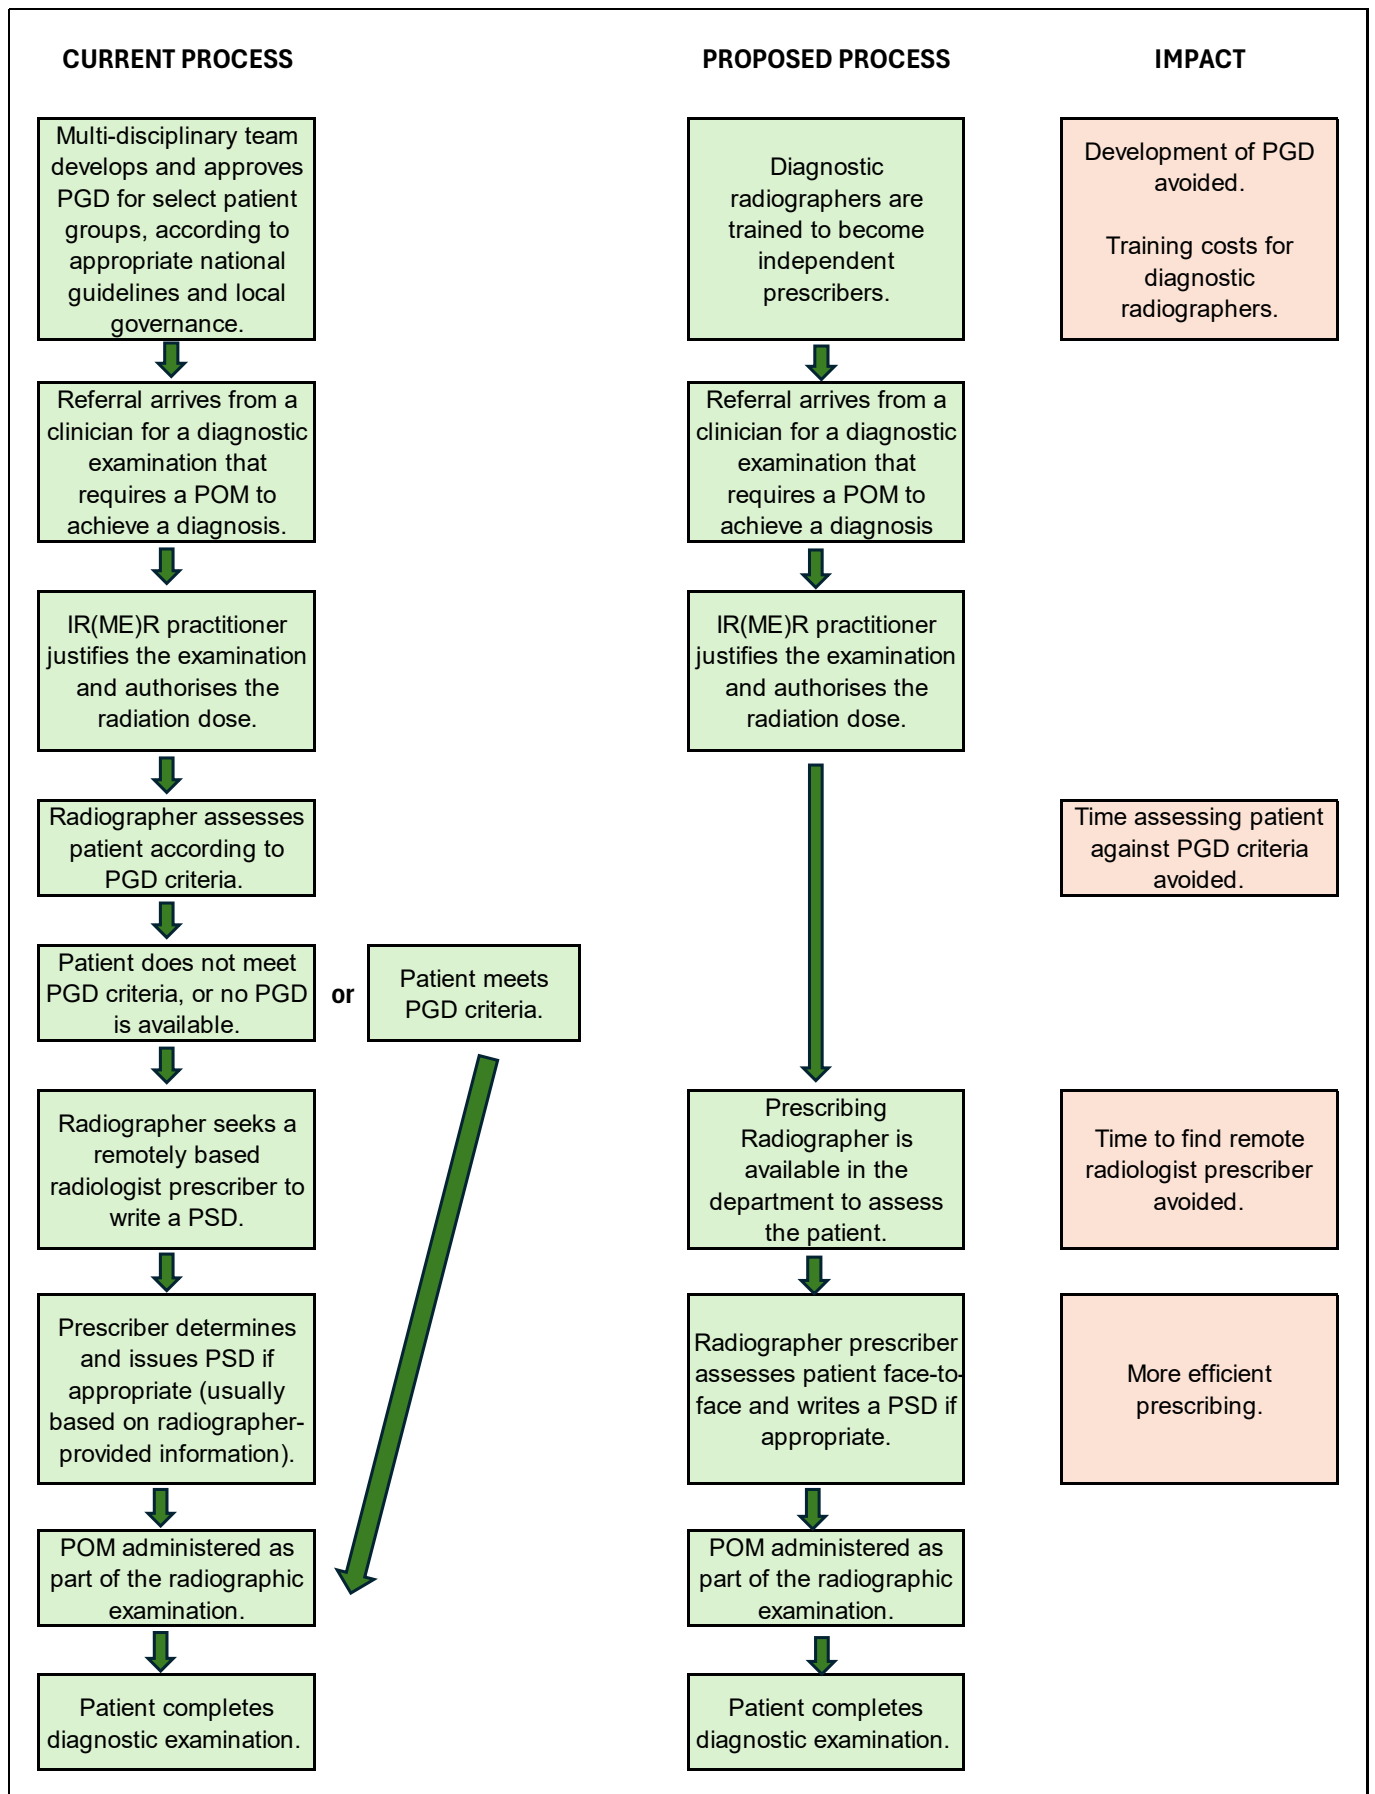 CURRENT PROCESS
PROPOSED PROCESS
IMPACT
Multi-disciplinary team
develops and approves
PGD for select patient
groups, according to
appropriate national
guidelines and local
governance.
Diagnostic
radiographers are
trained to become
independent
prescribers.
Development of PGD
avoided.
Training costs for
diagnostic
radiographers.
Referral arrives from a
clinician for a diagnostic
examination that
requires a POM to
achieve a diagnosis.
Referral arrives from a
clinician for a diagnostic
examination that
requires a POM to
achieve a diagnosis
IR(ME)R practitioner
justifies the examination
and authorises the
radiation dose.
IR(ME)R practitioner
justifies the examination
and authorises the
radiation dose.
Radiographer assesses
patient according to
PGD criteria.
Time assessing patient
against PGD criteria
avoided.
Patient does not meet
PGD criteria, or no PGD
is available.
or
Patient meets
PGD criteria.
Radiographer seeks a
remotely based
radiologist prescriber to
write a PSD.
Prescribing
Radiographer is
available in the
department to assess
the patient.
Time to find remote
radiologist prescriber
avoided.
Prescriber determines
and issues PSD if
appropriate (usually
based on radiographer-
provided information).
Radiographer prescriber
assesses patient face-to-
face and writes a PSD if
appropriate.
More efficient
prescribing.
POM administered as
part of the radiographic
examination.
POM administered as
part of the radiographic
examination.
Patient completes
diagnostic examination.
Patient completes
diagnostic examination.